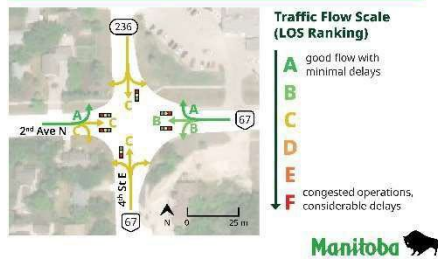 236
A
C
C
C
B
A
B
67
2nd Ave N
C
4th St E
67
N
0
25 m
Traffic Flow Scale
(LOS Ranking)
A
good flow with
minimal delays
B
C
D
E
F
congested operations,
considerable delays
Manitoba